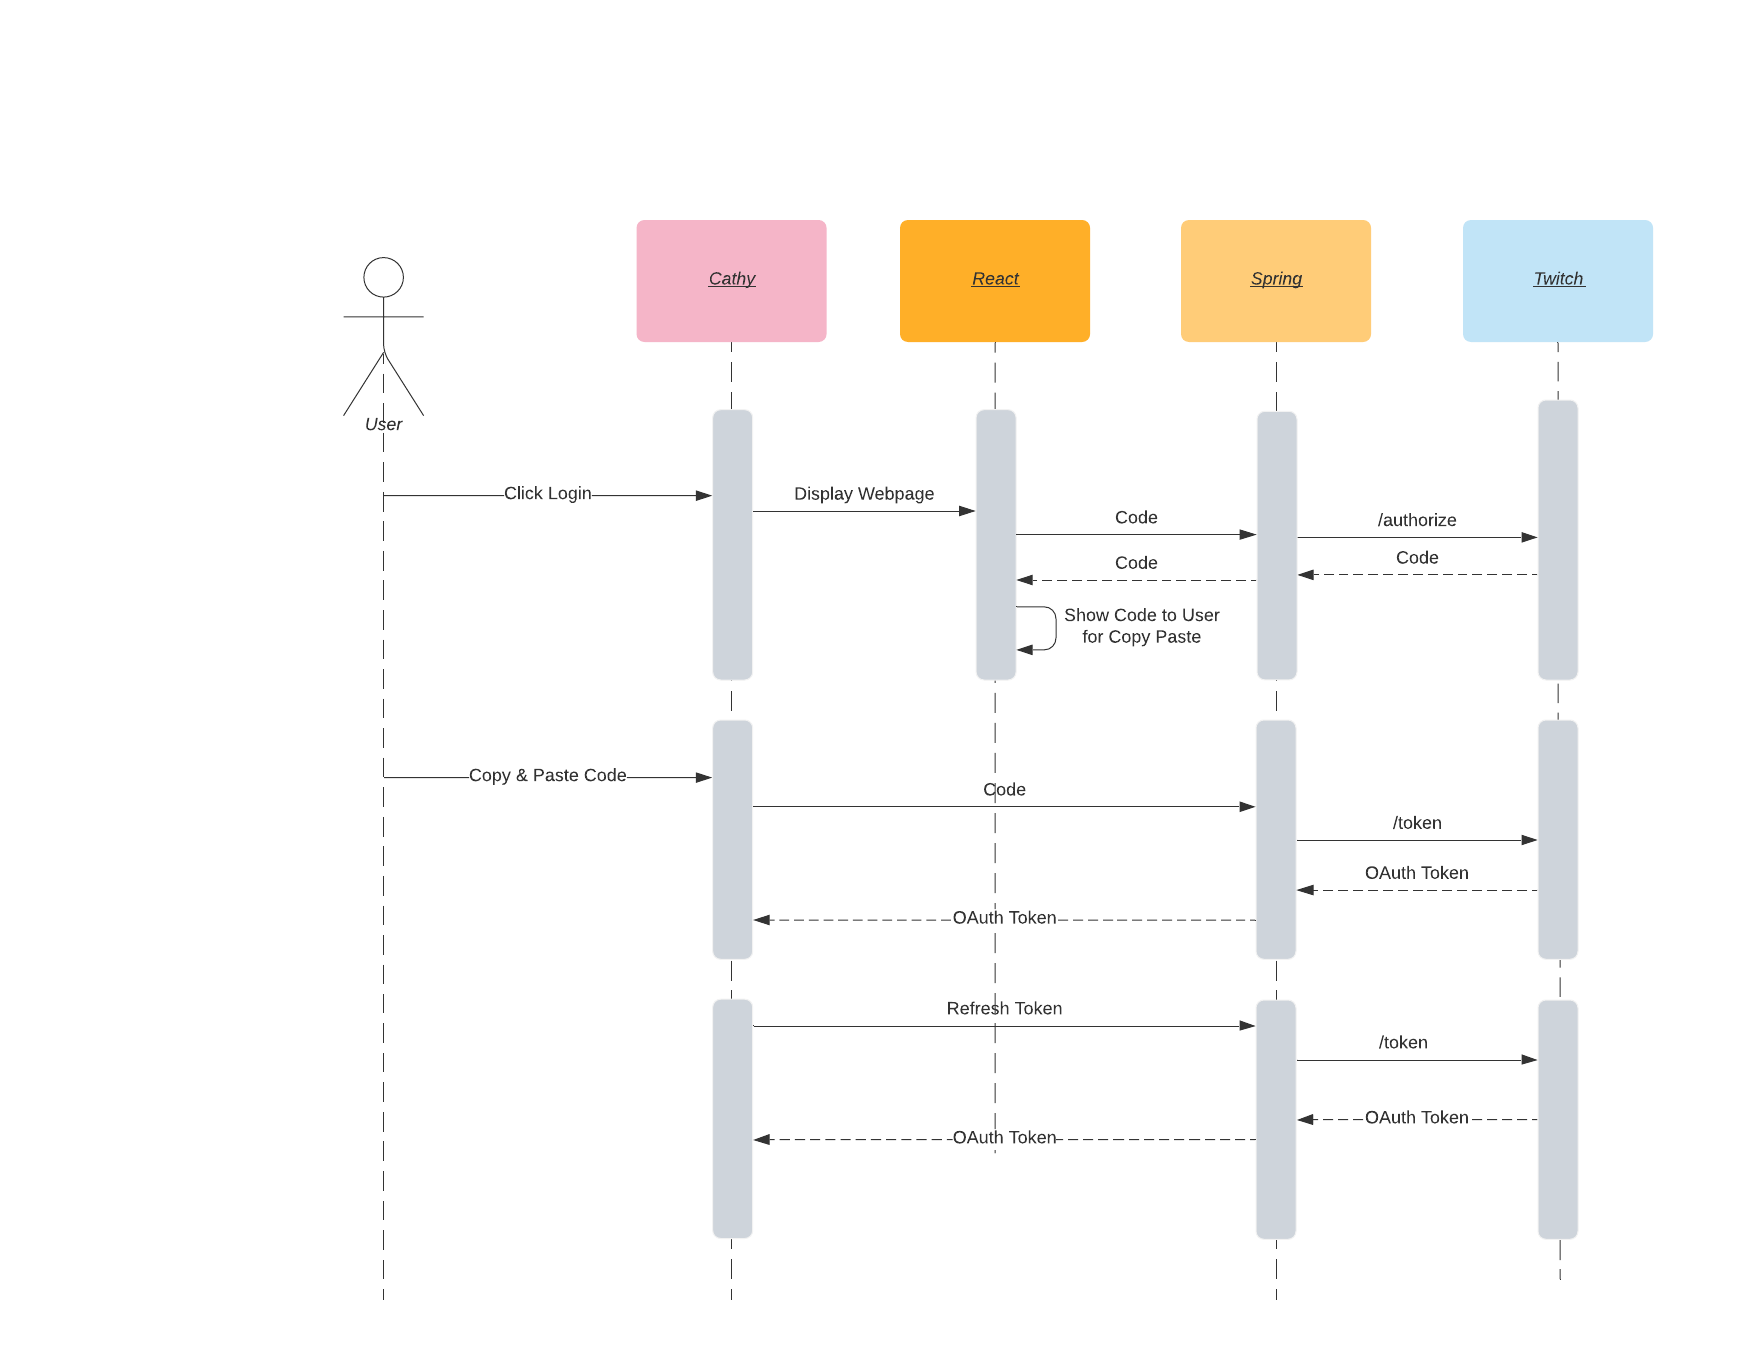 Cathy
React
Spring
Twitch
User
Click Login
Display Webpage
Code
/authorize
Code
Code
Show Code to User
for Copy Paste
Copy & Paste Code
Code
/token
OAuth Token
OAuth Token
Refresh Token
/token
OAuth Token
OAuth Token